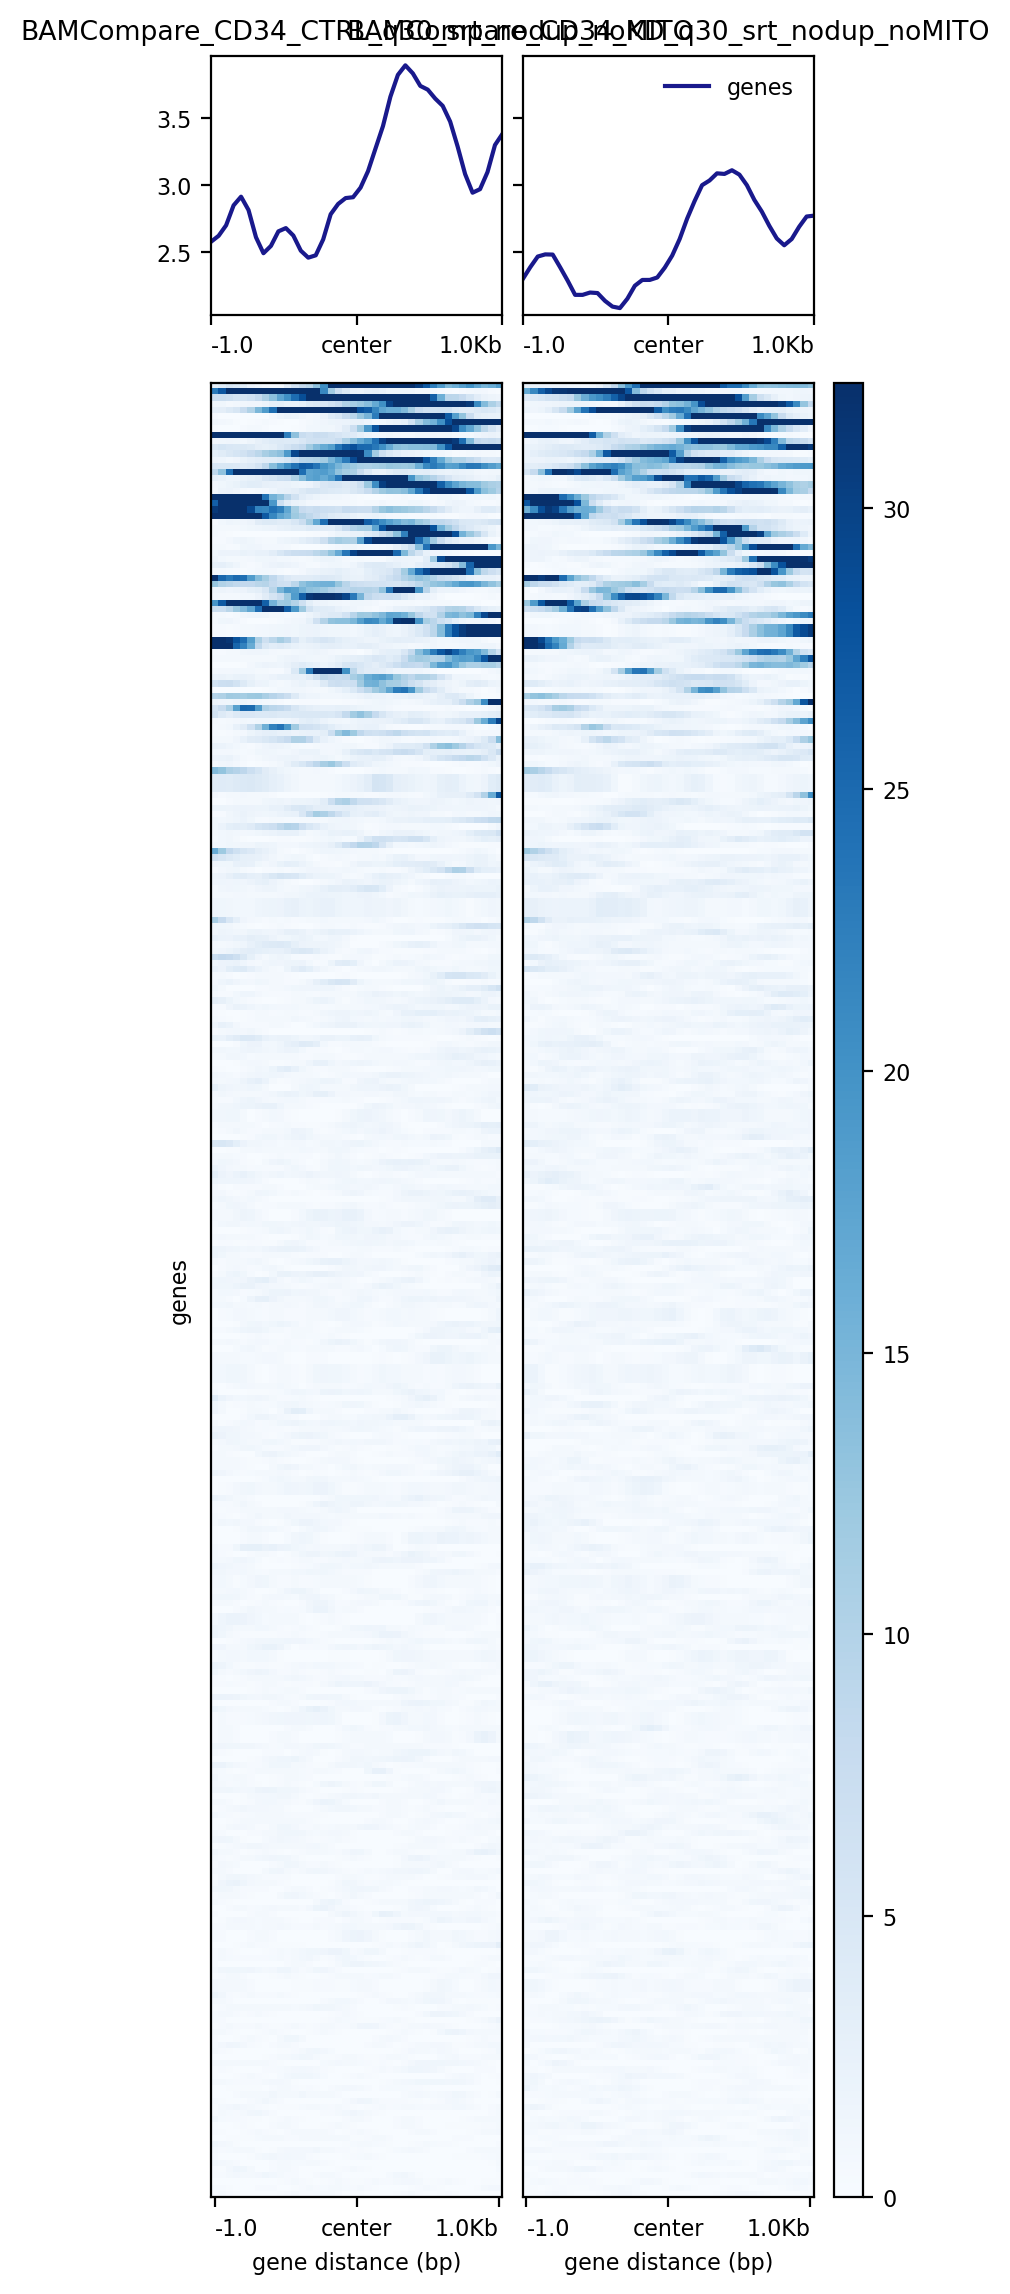 BAMCompare_CD34_CTRL_q30_srt_nodup_noMITO
BAMCompare_CD34_KD_q30_srt_nodup_noMITO
genes
3.5
3.0
2.5
-1.0 center 1.0Kb
-1.0 center 1.0Kb
genes
30
25
20
15
10
5
0
-1.0 center 1.0Kb
gene distance (bp)
-1.0 center 1.0Kb
gene distance (bp)